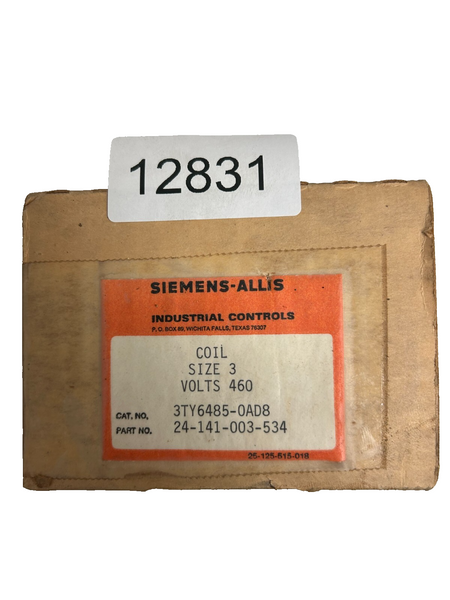 12831
SIEMENS-ALLIS
INDUSTRIAL CONTROLS
P.O. BOX 89, WICHITA FALLS, TEXAS 76307
COIL
SIZE 3
VOLTS 460
CAT. NO. 3TY6485-0AD8
PART NO. 24-141-003-534
25-125-615-018